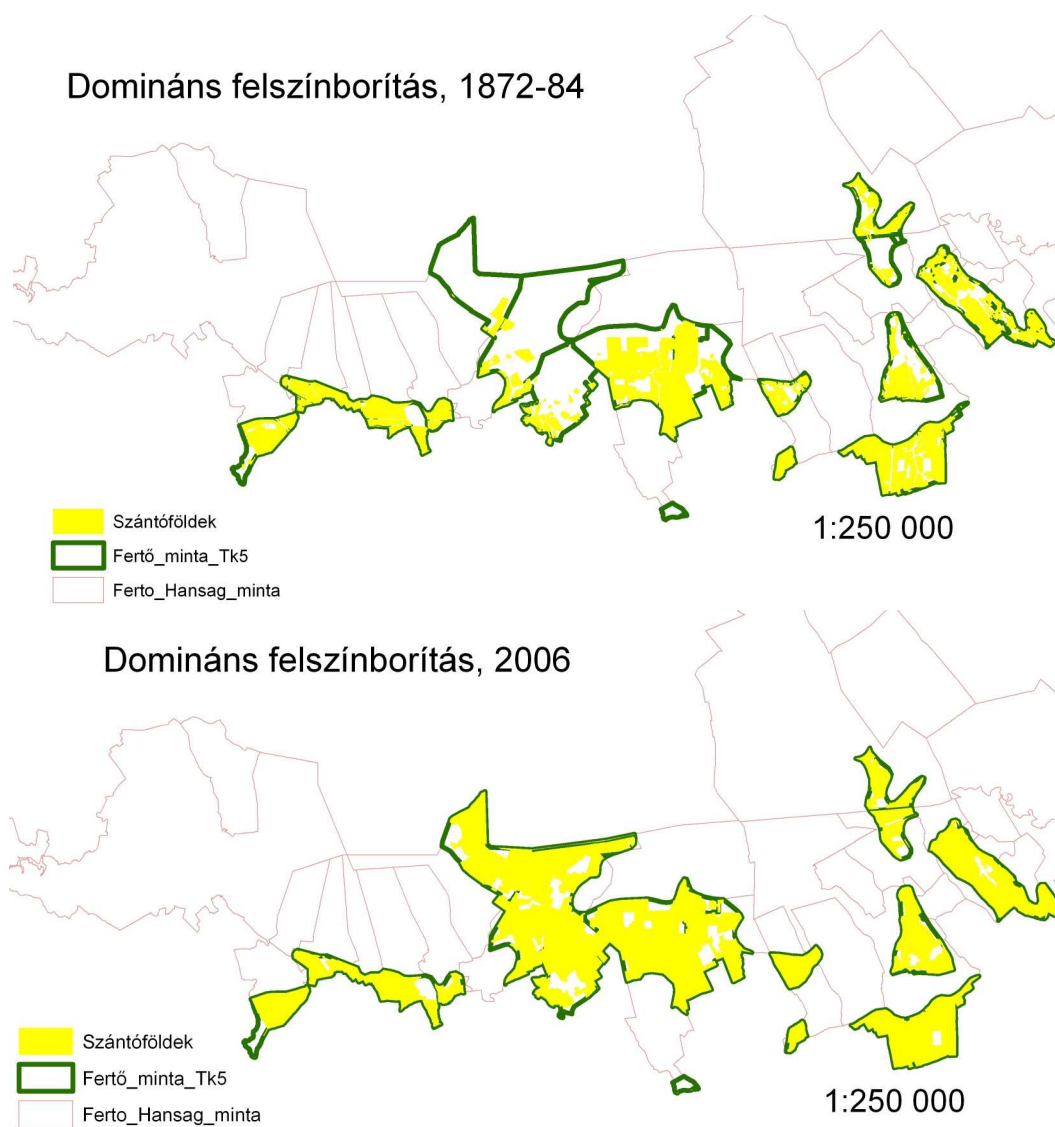 Domináns felszínborítás, 1872-84
Szántóföldek
Fertő_minta_Tk5
Ferto_Hansag_minta
1:250 000
Domináns felszínborítás, 2006
Szántóföldek
Fertő_minta_Tk5
Ferto_Hansag_minta
1:250 000